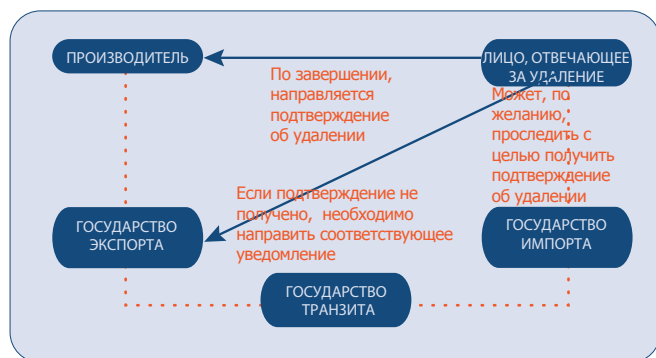 ПРОИЗВОДИТЕЛЬ
ЛИЦО, ОТВЕЧАЮЩЕЕ
ЗА УДАЛЕНИЕ
По завершении,
направляется
подтверждение
об удалении
Может, по
желанию,
проследить с
целью получить
подтверждение
об удалении
Если подтверждение не
получено, необходимо
направить соответствующее
уведомление
ГОСУДАРСТВО
ЭКСПОРТА
ГОСУДАРСТВО
ИМПОРТА
ГОСУДАРСТВО
ТРАНЗИТА